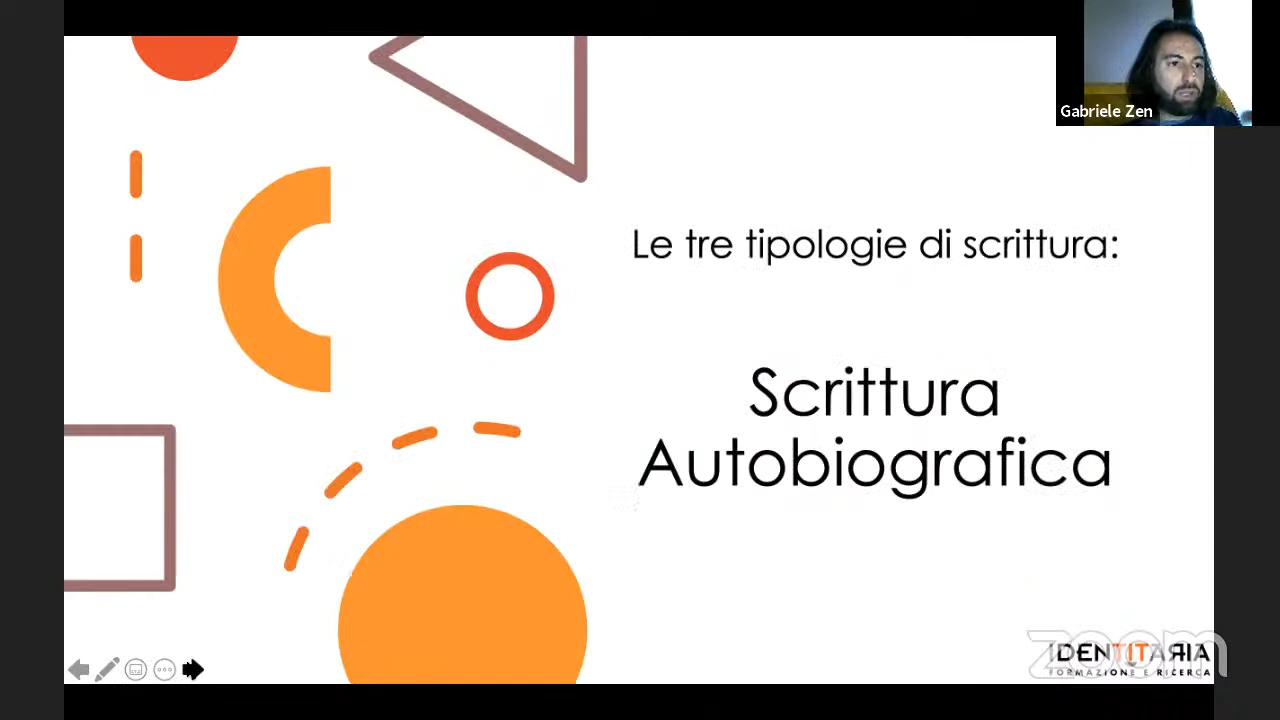 Gabriele Zen
Le tre tipologie di scrittura:
Scrittura
Autobiografica
zoom
IDENTITARIA
FORMAZIONE E RICERCA